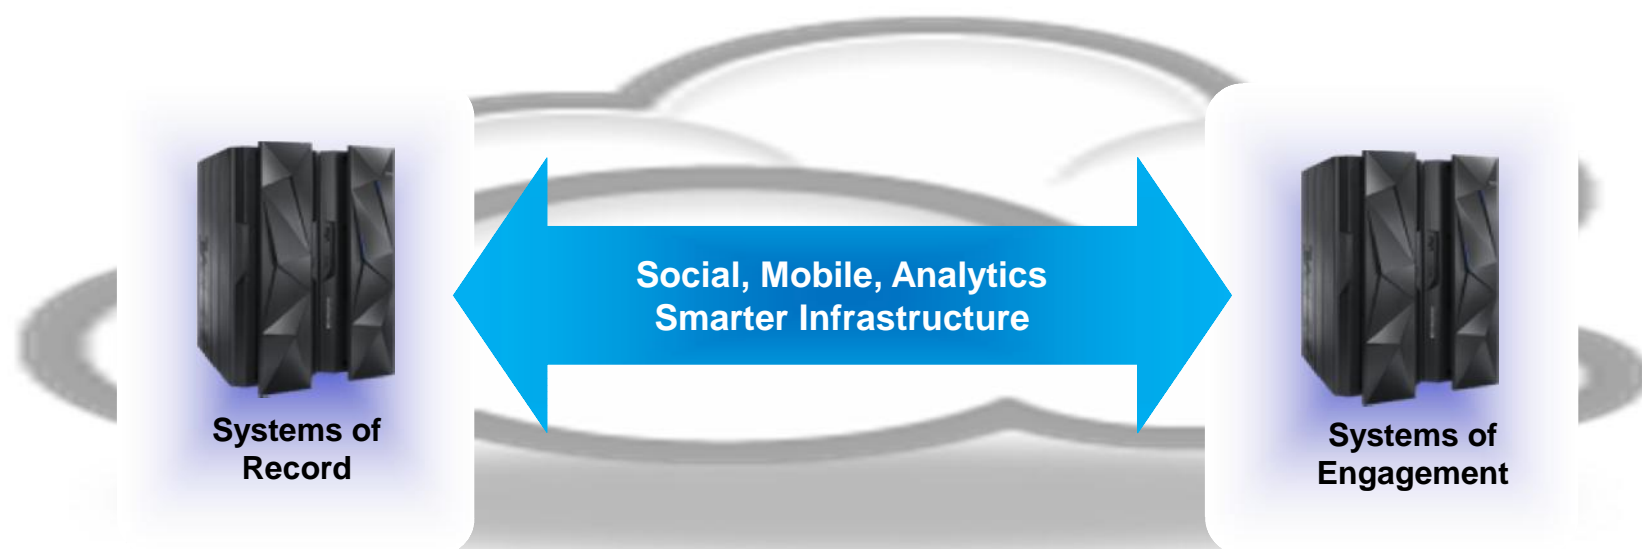 Social, Mobile, Analytics
Smarter Infrastructure
Systems of
Record
Systems of
Engagement